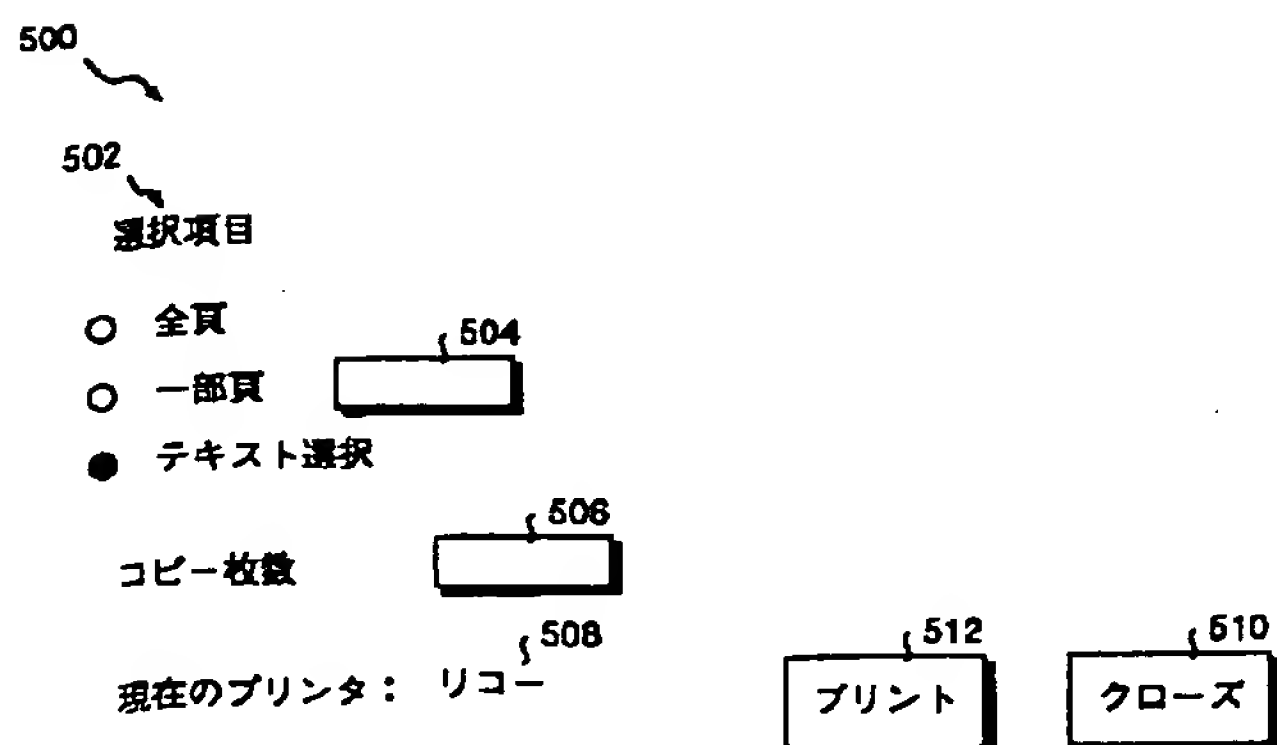 500
502
選択項目
全頁
504
一部頁
テキスト選択
506
コピー枚数
508
現在のプリンタ： リコー
512
プリント
510
クローズ